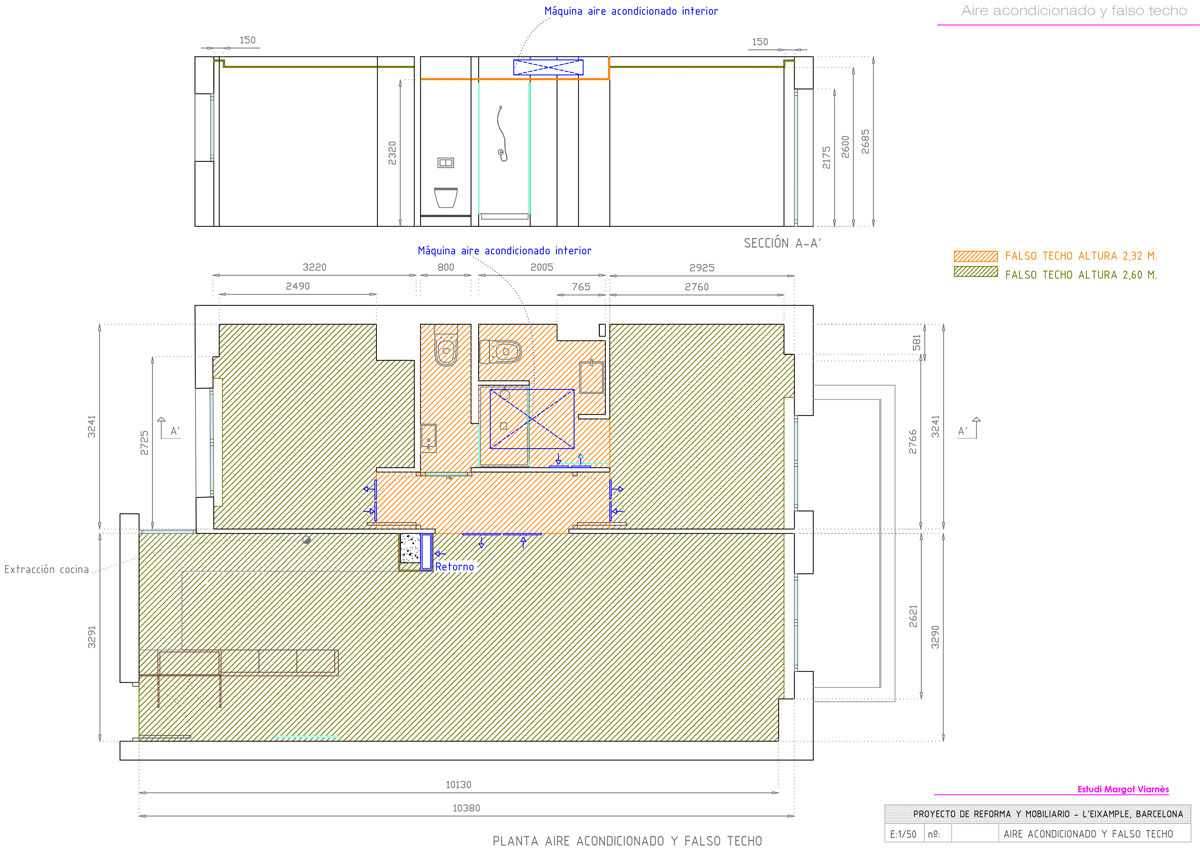 Máquina aire acondicionado interior
Aire acondicionado y falso techo
150
150
2320
2175
2600
2685
SECCIÓN A-A'
Máquina aire acondicionado interior
FALSO TECHO ALTURA 2,32 M.
FALSO TECHO ALTURA 2,60 M.
3220
800
2005
2925
2490
765
2760
581
3241
2725
A'
2766
3241
A'
Extracción cocina
Retorno
3291
2621
3290
10130
10380
Estudi Margot Viarnès
PROYECTO DE REFORMA Y MOBILIARIO - L'EIXAMPLE, BARCELONA
E:1/50 nº: AIRE ACONDICIONADO Y FALSO TECHO
PLANTA AIRE ACONDICIONADO Y FALSO TECHO